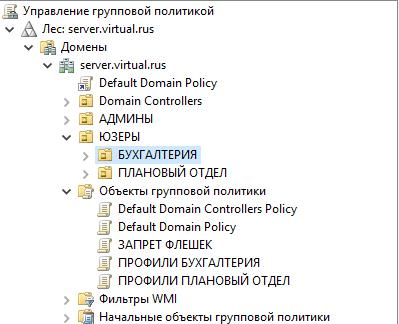 Управление групповой политикой
Лес: server.virtual.rus
Домены
server.virtual.rus
Default Domain Policy
Domain Controllers
АДМИНЫ
ЮЗЕРЫ
БУХГАЛТЕРИЯ
ПЛАНОВЫЙ ОТДЕЛ
Объекты групповой политики
Default Domain Controllers Policy
Default Domain Policy
ЗАПРЕТ ФЛЕШЕК
ПРОФИЛИ БУХГАЛТЕРИЯ
ПРОФИЛИ ПЛАНОВЫЙ ОТДЕЛ
Фильтры WMI
Начальные объекты групповой политики